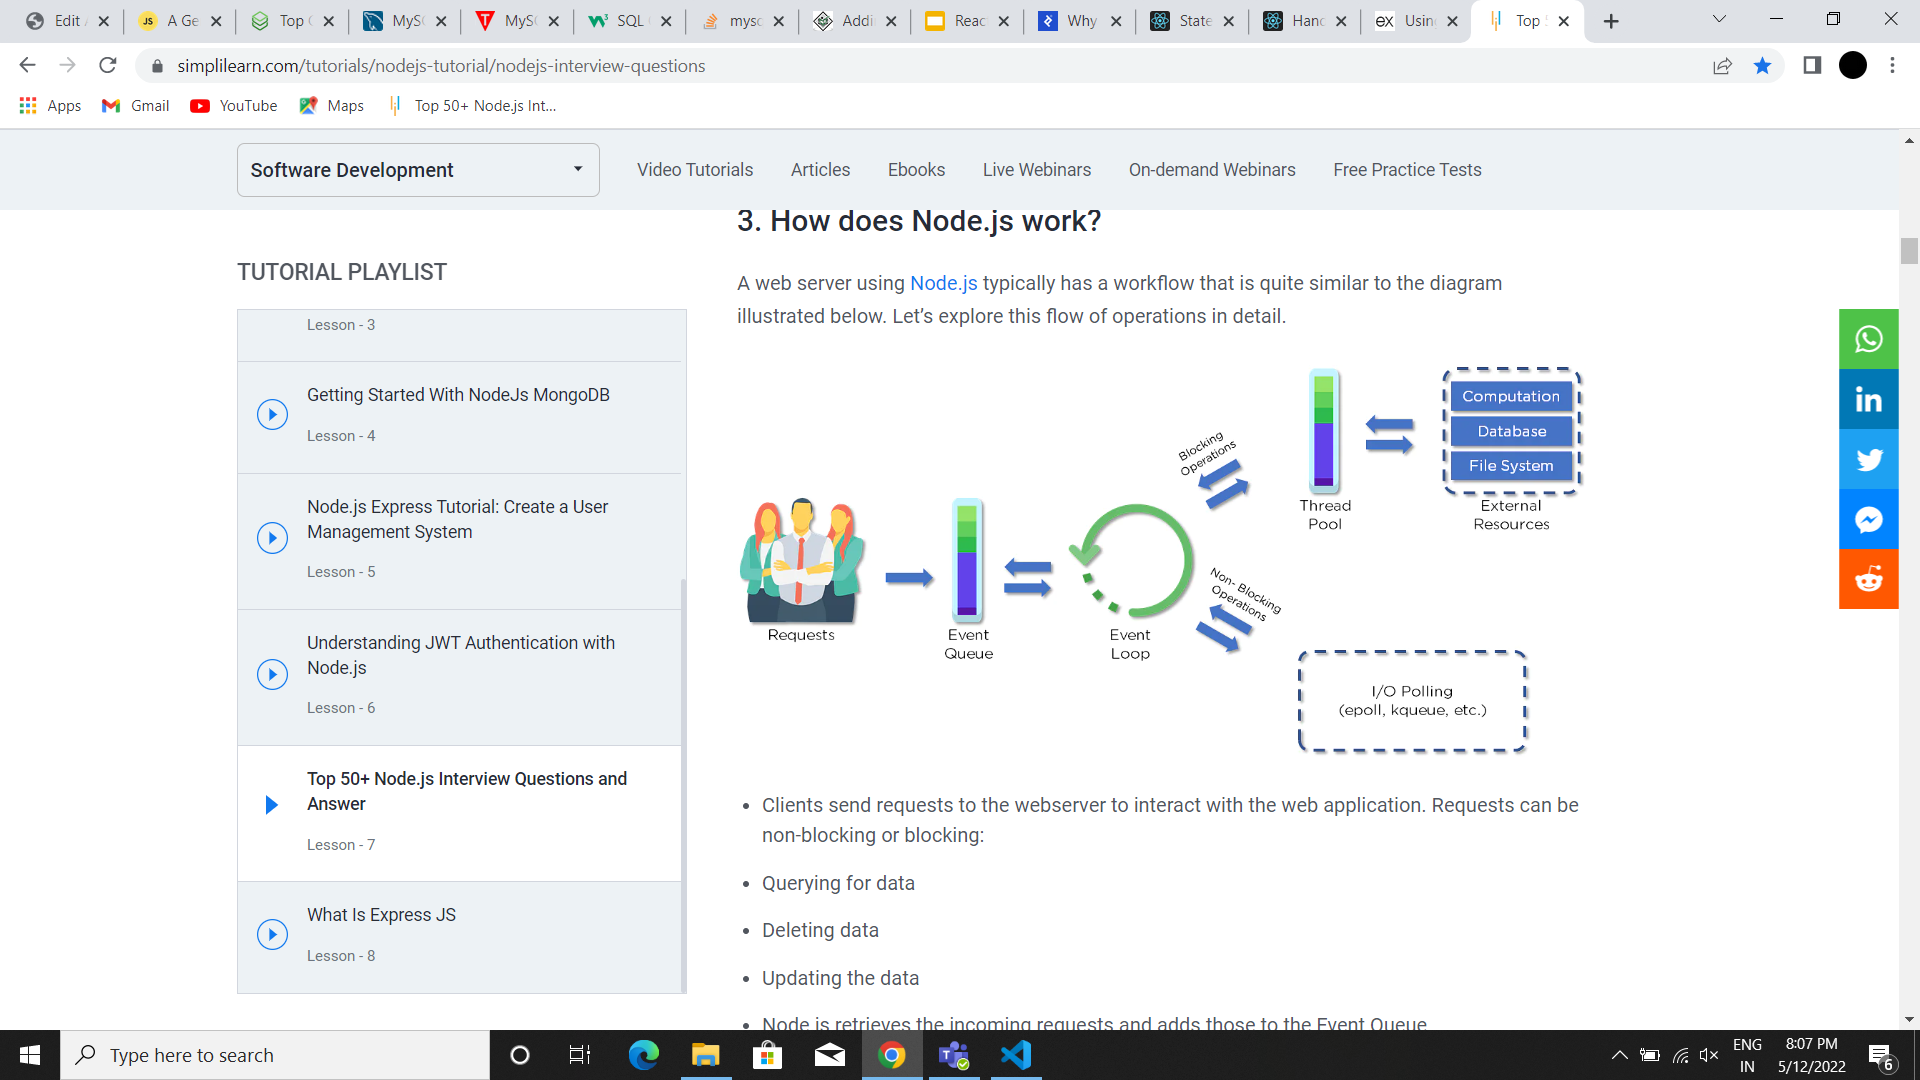 Edit
JS A Ge
Top
MySQ
MySQ
SQL
mysq
Addi
Reac
Why
State
Hand
ex Using
Top
simplilearn.com/tutorials/nodejs-tutorial/nodejs-interview-questions
Apps Gmail YouTube Maps Top 50+ Node.js Int...
Software Development Video Tutorials Articles Ebooks Live Webinars On-demand Webinars Free Practice Tests
TUTORIAL PLAYLIST
Lesson - 3
Getting Started With NodeJs MongoDB
Lesson - 4
Node.js Express Tutorial: Create a User
Management System
Lesson - 5
Understanding JWT Authentication with
Node.js
Lesson - 6
Top 50+ Node.js Interview Questions and
Answer
Lesson - 7
What Is Express JS
Lesson - 8
3. How does Node.js work?
A web server using Node.js typically has a workflow that is quite similar to the diagram
illustrated below. Let’s explore this flow of operations in detail.
Requests
Event
Queue
Event
Loop
Blocking
Operations
Thread
Pool
Computation
Database
File System
External
Resources
Non- Blocking
Operations
I/O Polling
(epoll, kqueue, etc.)
• Clients send requests to the webserver to interact with the web application. Requests can be
non-blocking or blocking:
• Querying for data
• Deleting data
• Updating the data
• Node.js retrieves the incoming requests and adds those to the Event Queue
in
Type here to search
ENG
IN
8:07 PM
5/12/2022
6